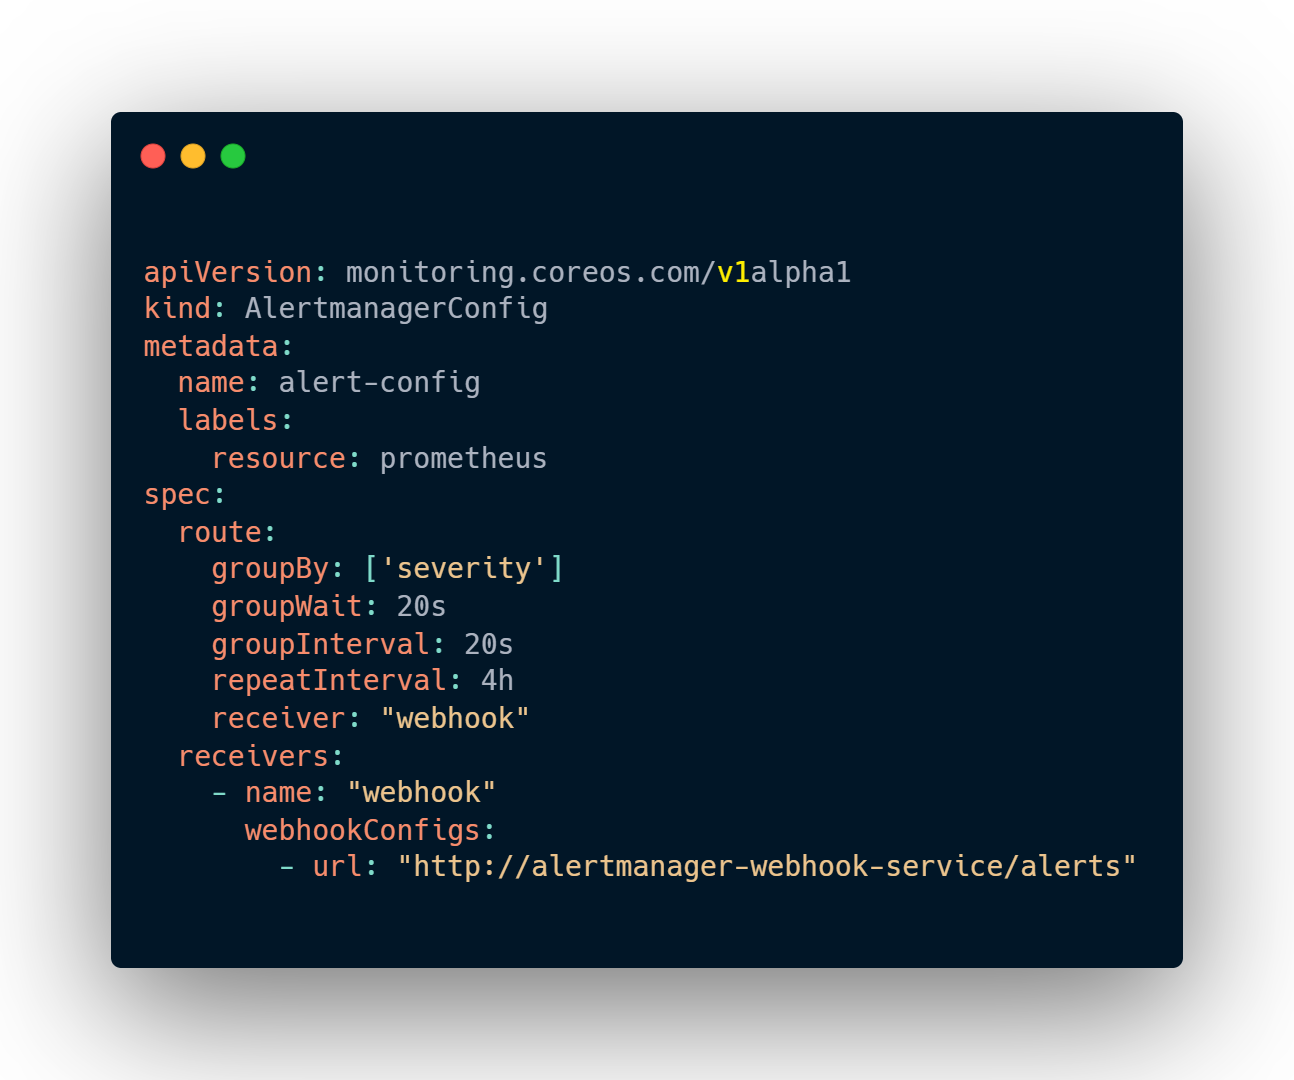 apiVersion: monitoring.coreos.com/v1alpha1
kind: AlertmanagerConfig
metadata:
  name: alert-config
  labels:
    resource: prometheus
spec:
  route:
    groupBy: ['severity']
    groupWait: 20s
    groupInterval: 20s
    repeatInterval: 4h
    receiver: "webhook"
  receivers:
    - name: "webhook"
      webhookConfigs:
        - url: "http://alertmanager-webhook-service/alerts"